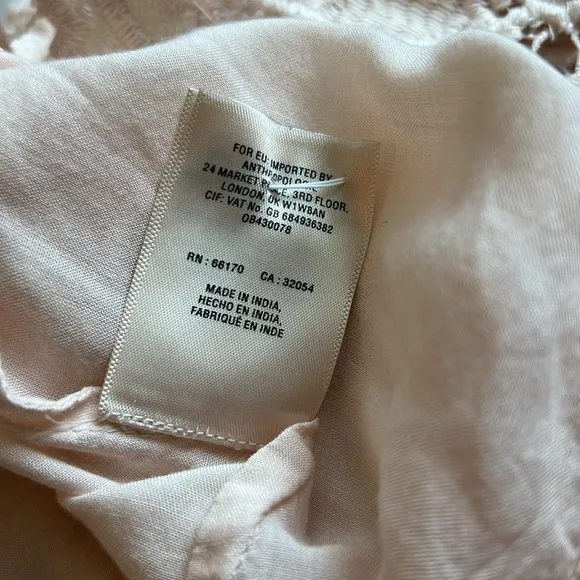 FOR EU: IMPORTED BY
ANTHROPOLOGIE
24 MARKET PLACE, 3RD FLOOR,
LONDON, UK W1W8AN
CIF: VAT No. GB 684936382
OB430078
RN : 66170 CA : 32054
MADE IN INDIA,
HECHO EN INDIA,
FABRIQUÉ EN INDE